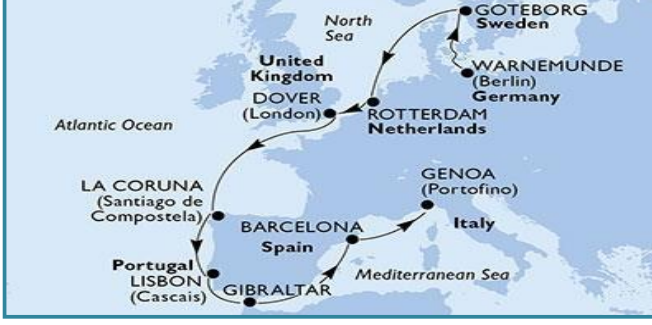 GOTEBORG
Sweden
North
Sea
WARNEMUNDE
(Berlin)
Germany
United
Kingdom
DOVER
(London)
ROTTERDAM
Netherlands
Atlantic Ocean
GENOA
(Portofino)
LA CORUNA
(Santiago de
Compostela)
BARCELONA
Spain
Italy
Portugal
LISBON
(Cascais)
GIBRALTAR
Mediterranean Sea